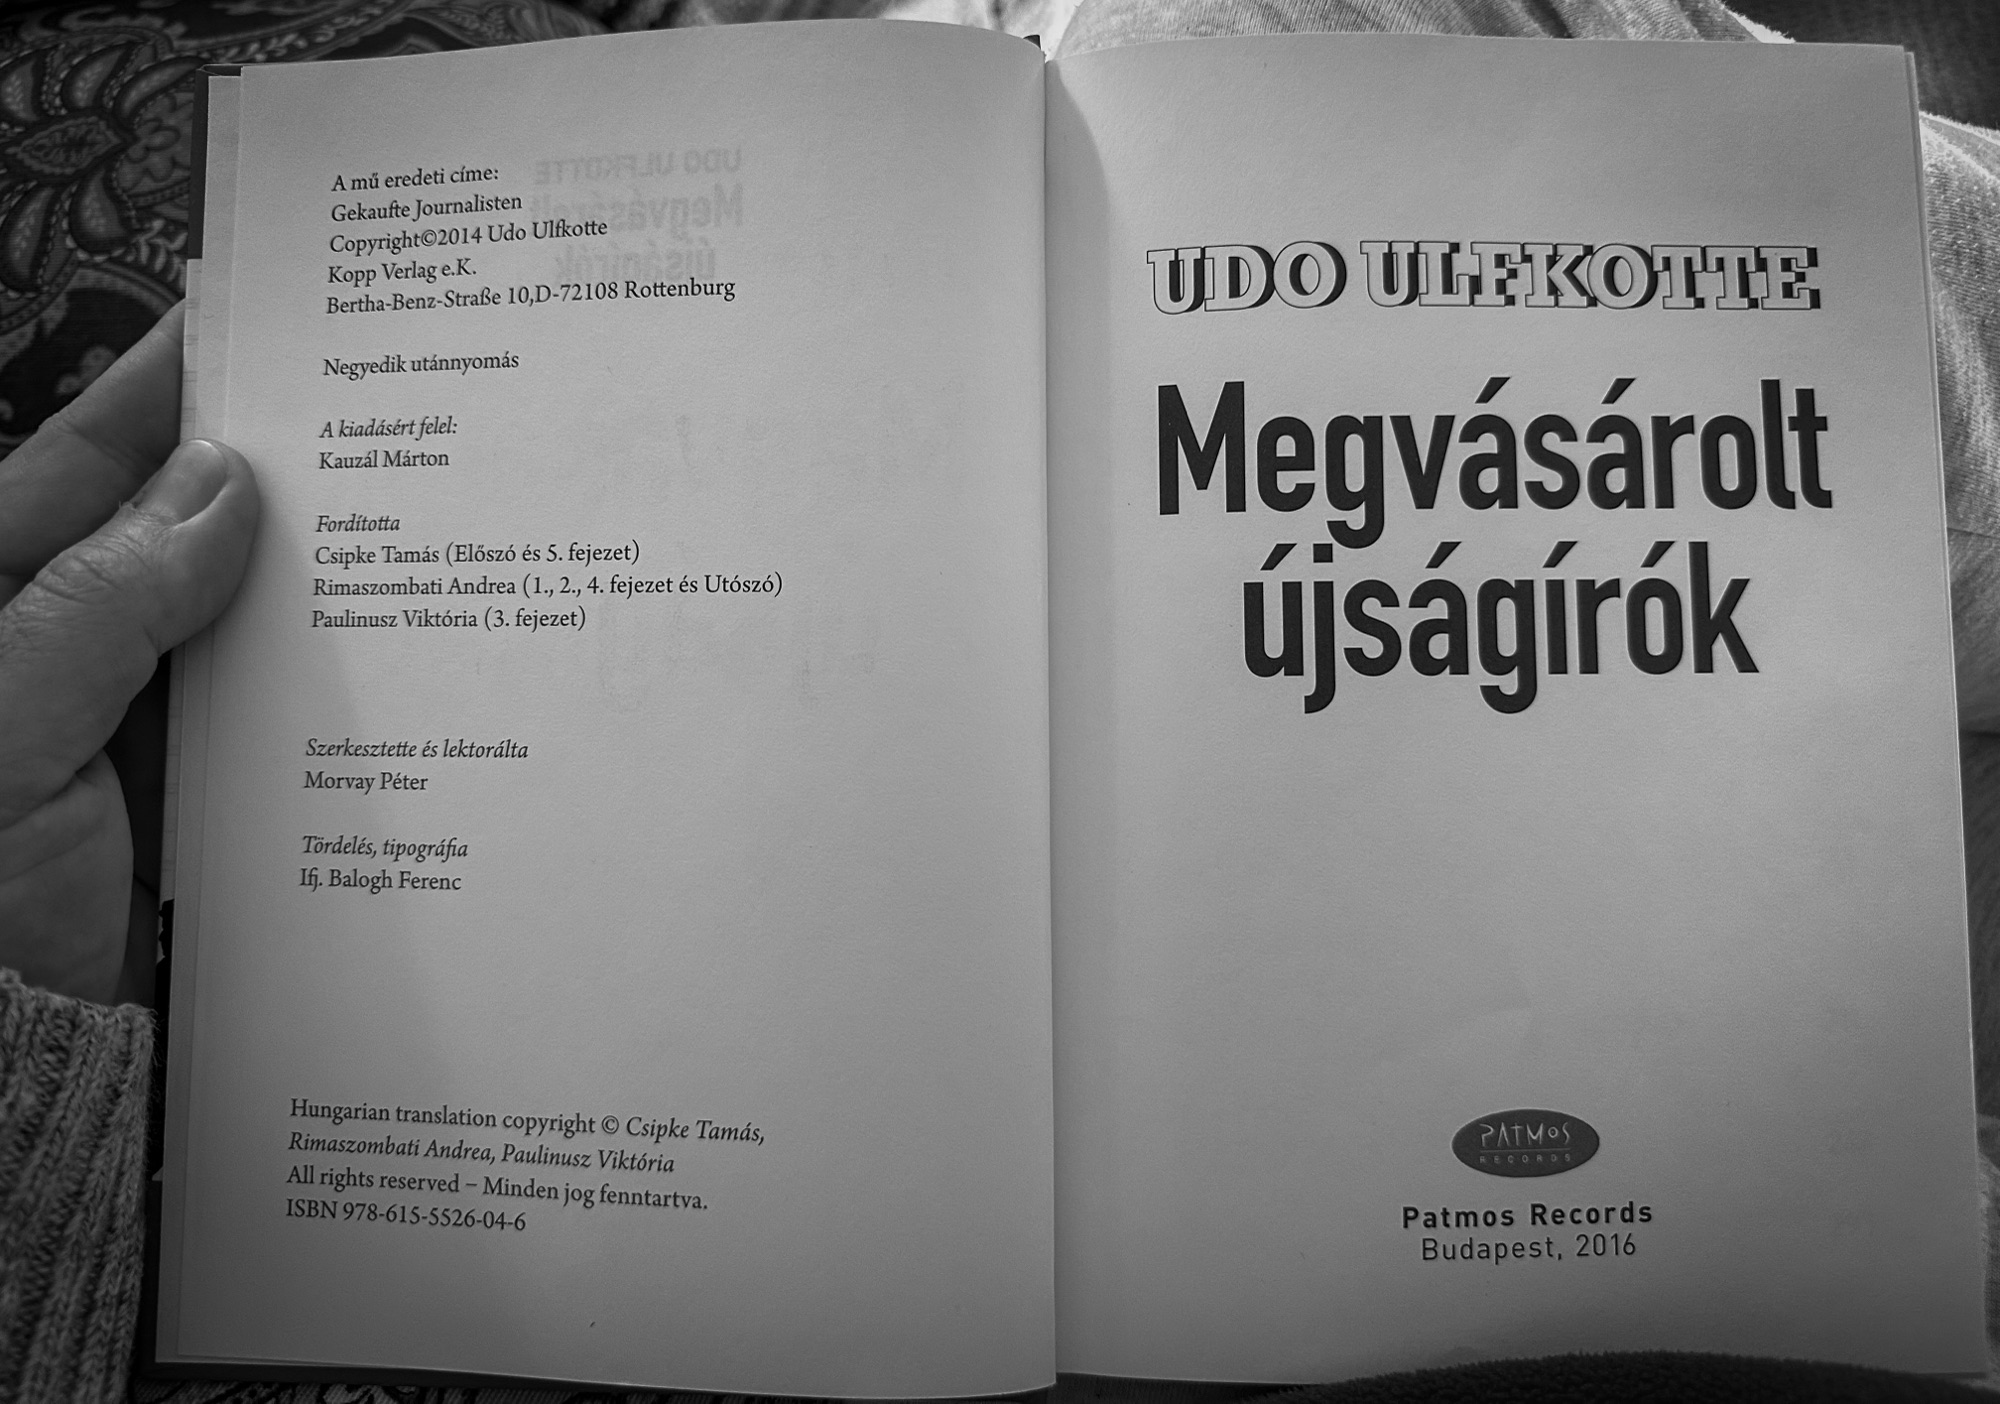 A mű eredeti címe:
Gekaufte Journalisten
Copyright©2014 Udo Ulfkotte
Kopp Verlag e.K.
Bertha-Benz-Straße 10,D-72108 Rottenburg
Negyedik utánnyomás
A kiadásért felel:
Kauzál Márton
Fordította
Csipke Tamás (Előszó és 5. fejezet)
Rimaszombati Andrea (1., 2., 4. fejezet és Utószó)
Paulinusz Viktória (3. fejezet)
Szerkesztette és lektorálta
Morvay Péter
Tördelés, tipográfia
Ifj. Balogh Ferenc
Hungarian translation copyright © Csipke Tamás,
Rimaszombati Andrea, Paulinusz Viktória
All rights reserved – Minden jog fenntartva.
ISBN 978-615-5526-04-6
UDO ULFKOTTE
Megvásárolt
újságírók
PATMOS
RECORDS
Patmos Records
Budapest, 2016